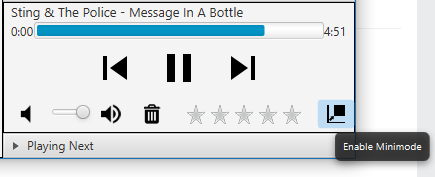 Sting & The Police - Message In A Bottle
0:00 4:51
Enable Minimode
Playing Next